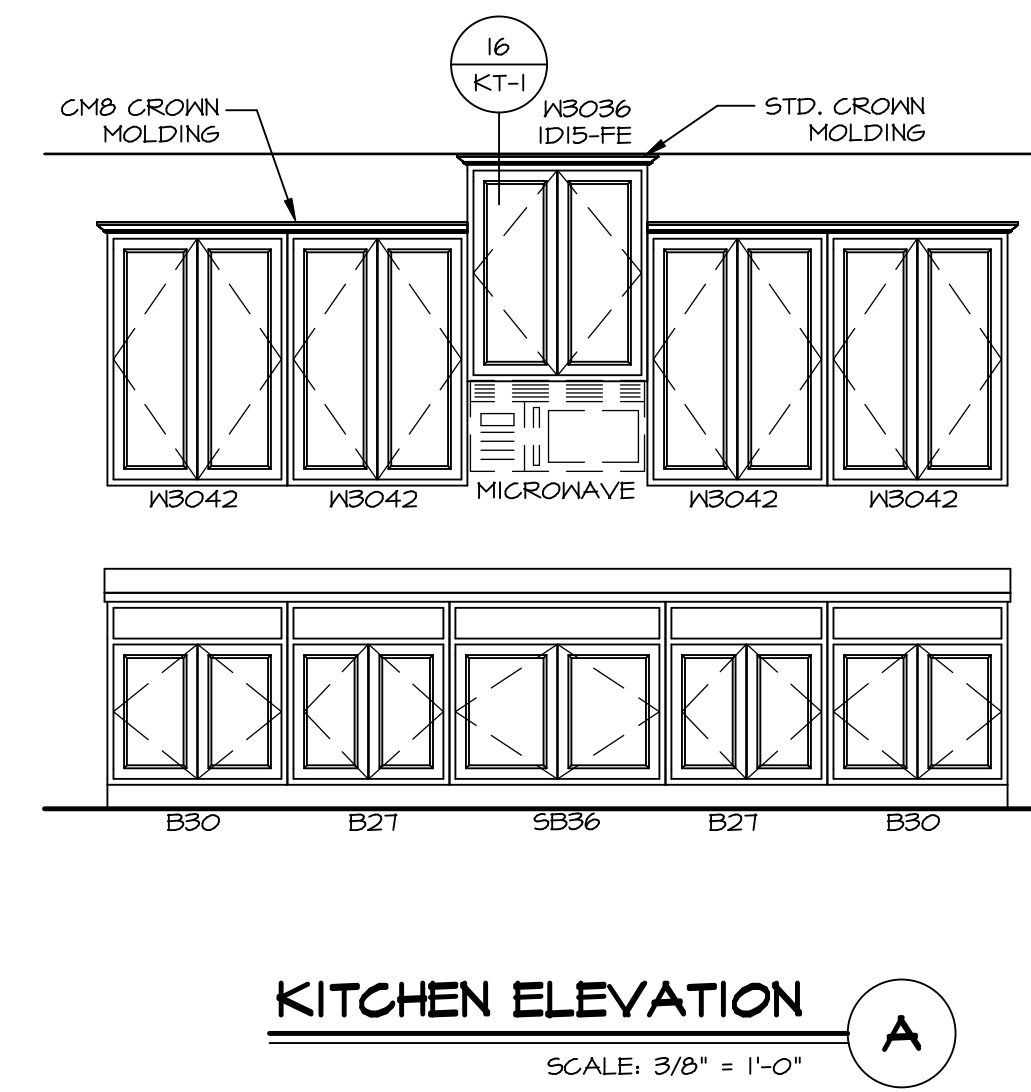 16
KT-1
CM8 CROWN
MOLDING
W3036
1D15-FE
STD. CROWN
MOLDING
W3042
W3042
MICROWAVE
W3042
W3042
B30
B27
SB36
B27
B30
KITCHEN ELEVATION
A
SCALE: 3/8" = 1'-0"